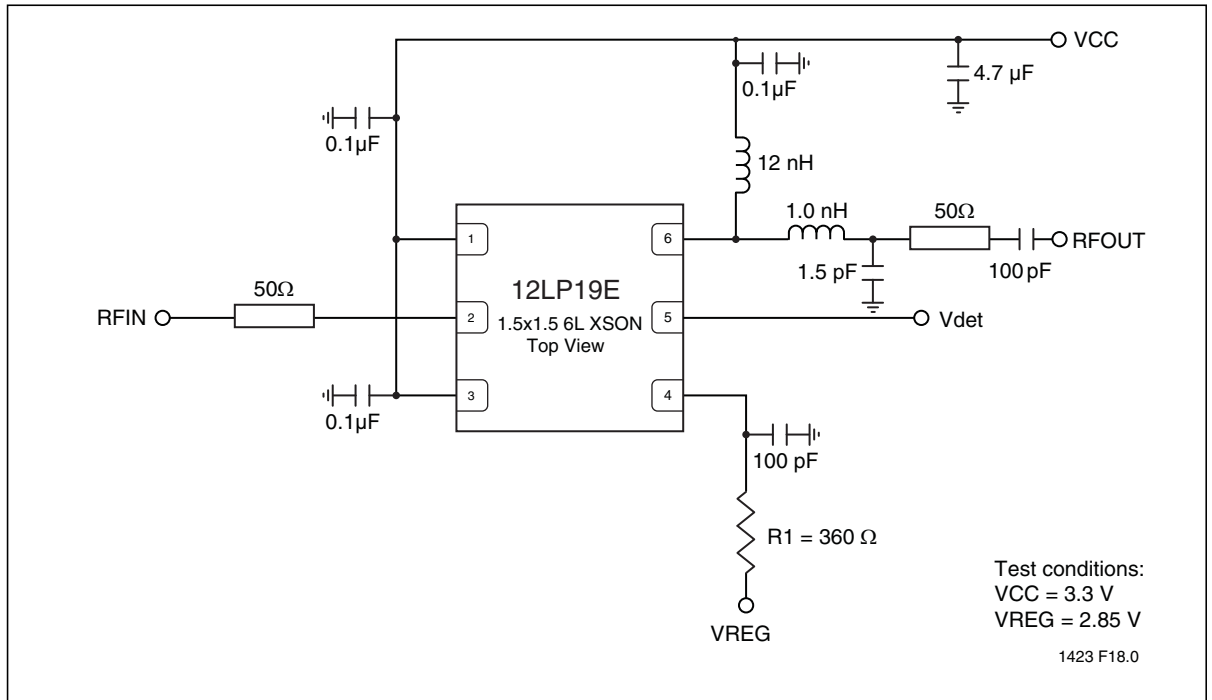 VCC
0.1µF
4.7 µF
0.1µF
12 nH
1.0 nH
50Ω
1
6
RFOUT
1.5 pF
100 pF
12LP19E
50Ω
RFIN
2
1.5x1.5 6L XSON
5
Vdet
Top View
3
4
0.1µF
100 pF
R1 = 360 Ω
VREG
Test conditions:
VCC = 3.3 V
VREG = 2.85 V
1423 F18.0